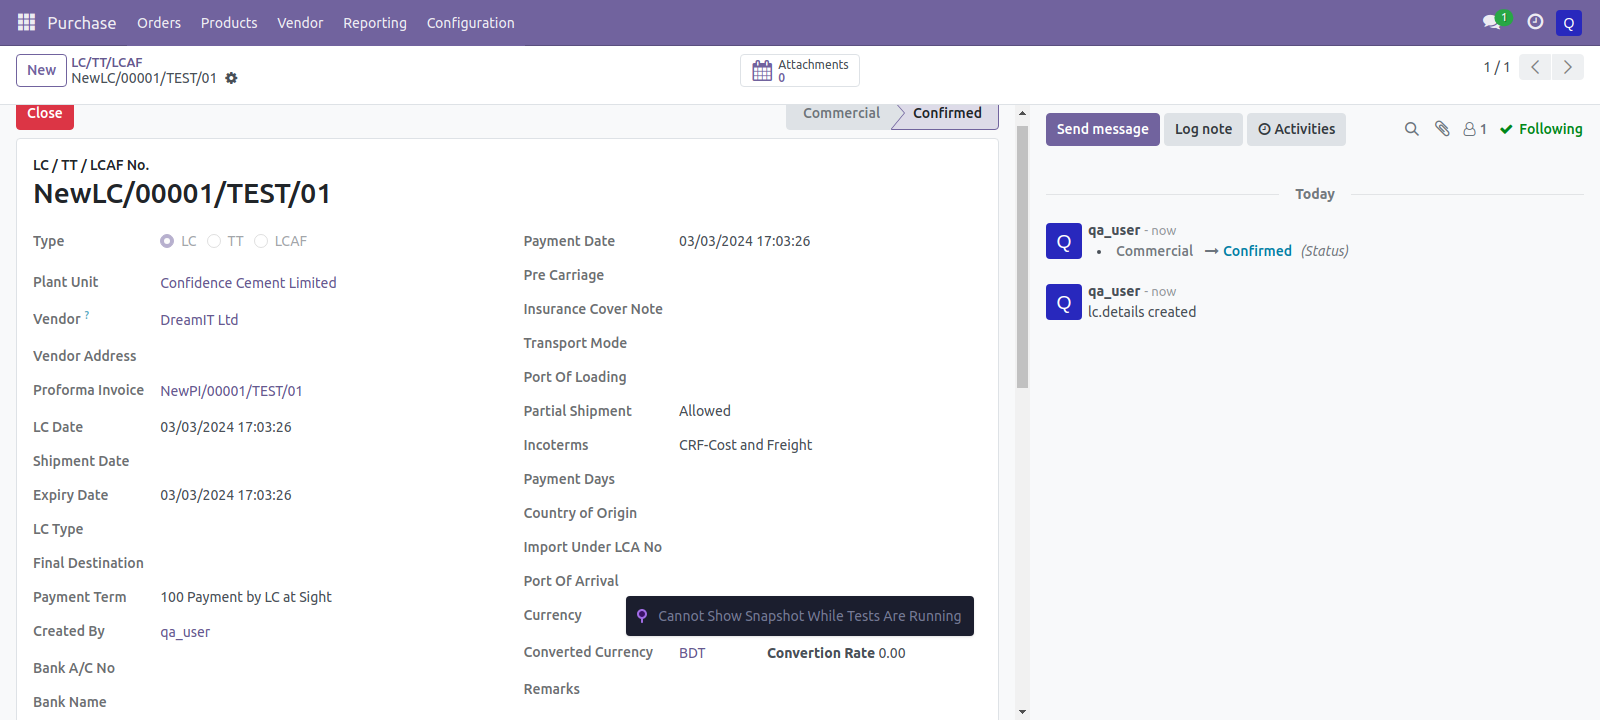 Purchase Orders Products Vendor Reporting Configuration 1 Q
New LC/TT/LCAF
NewLC/00001/TEST/01
Attachments
0
1 / 1
Close
Commercial Confirmed
LC / TT / LCAF No.
NewLC/00001/TEST/01
Type LC TT LCAF
Plant Unit Confidence Cement Limited
Vendor ? DreamIT Ltd
Vendor Address
Proforma Invoice NewPI/00001/TEST/01
LC Date 03/03/2024 17:03:26
Shipment Date
Expiry Date 03/03/2024 17:03:26
LC Type
Final Destination
Payment Term 100 Payment by LC at Sight
Created By qa_user
Bank A/C No
Bank Name
Payment Date 03/03/2024 17:03:26
Pre Carriage
Insurance Cover Note
Transport Mode
Port Of Loading
Partial Shipment Allowed
Incoterms CRF-Cost and Freight
Payment Days
Country of Origin
Import Under LCA No
Port Of Arrival
Currency
Cannot Show Snapshot While Tests Are Running
Converted Currency BDT Convertion Rate 0.00
Remarks
Send message Log note Activities 1 Following
Today
Q qa_user - now
• Commercial → Confirmed (Status)
Q qa_user - now
lc.details created